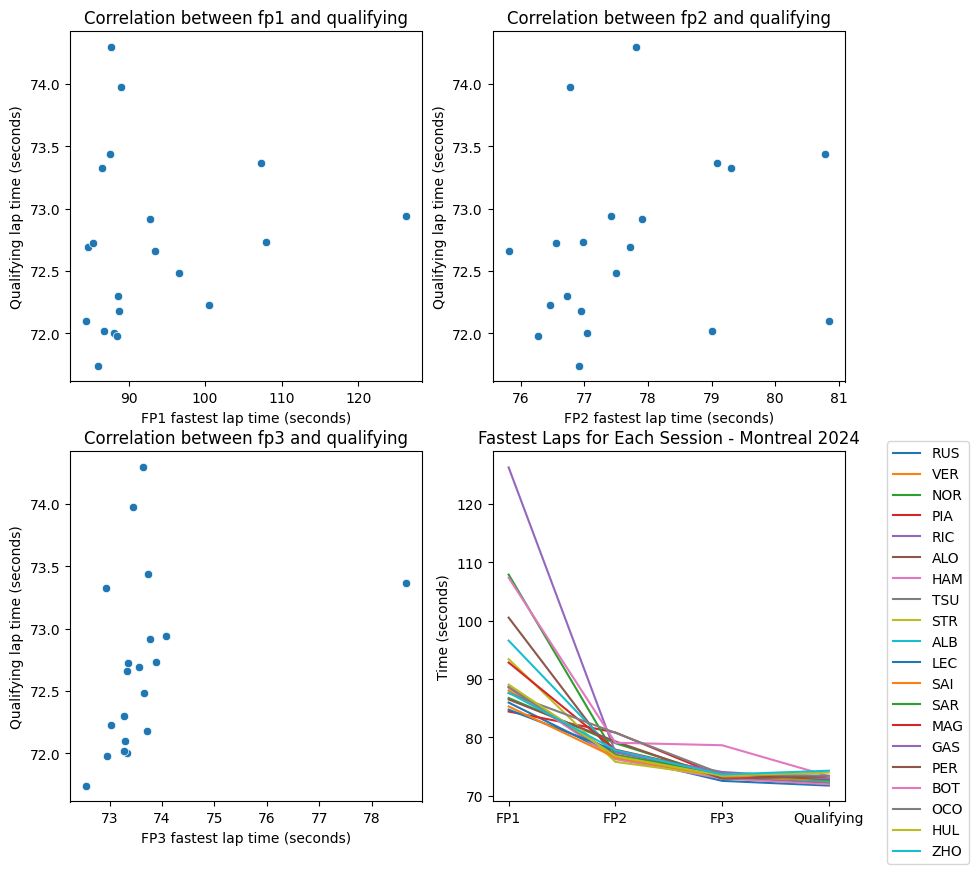 Correlation between fp1 and qualifying
Qualifying lap time (seconds)
74.0
73.5
73.0
72.5
72.0
90
100
110
120
FP1 fastest lap time (seconds)
Correlation between fp2 and qualifying
Qualifying lap time (seconds)
74.0
73.5
73.0
72.5
72.0
76
77
78
79
80
81
FP2 fastest lap time (seconds)
Correlation between fp3 and qualifying
Qualifying lap time (seconds)
74.0
73.5
73.0
72.5
72.0
73
74
75
76
77
78
FP3 fastest lap time (seconds)
Fastest Laps for Each Session - Montreal 2024
Time (seconds)
120
110
100
90
80
70
FP1
FP2
FP3
Qualifying
RUS
VER
NOR
PIA
RIC
ALO
HAM
TSU
STR
ALB
LEC
SAI
SAR
MAG
GAS
PER
BOT
OCO
HUL
ZHO